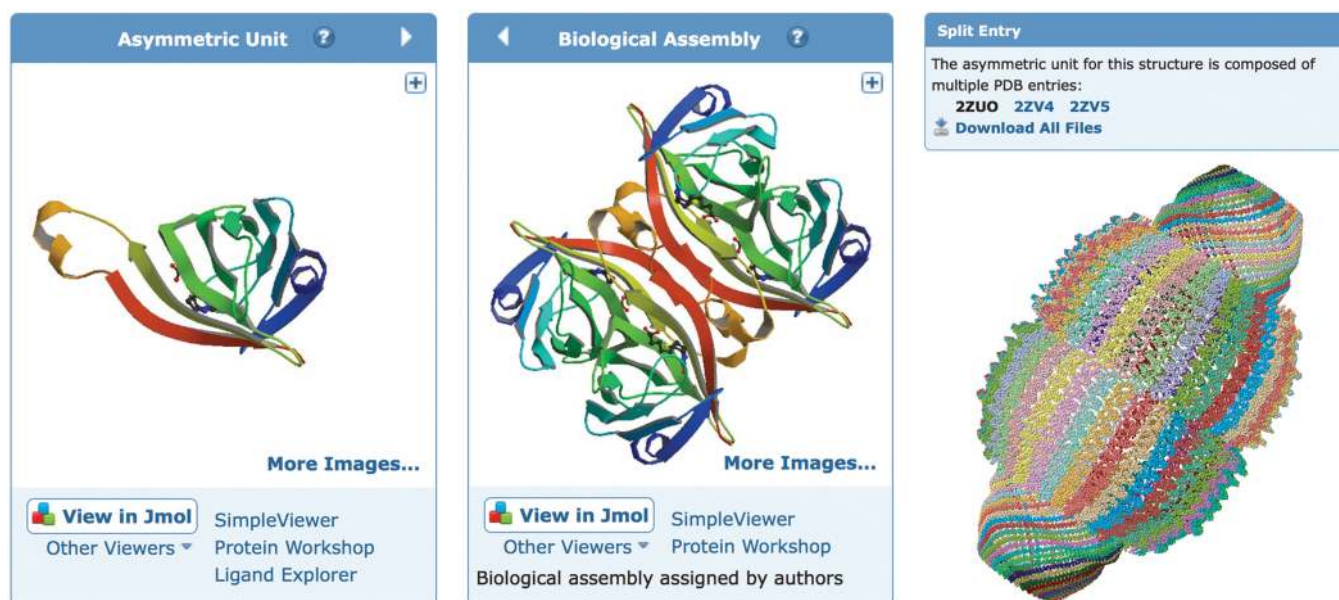 Asymmetric Unit ?
More Images...
View in Jmol
Other Viewers
SimpleViewer
Protein Workshop
Ligand Explorer
Biological Assembly ?
More Images...
View in Jmol
Other Viewers
SimpleViewer
Protein Workshop
Biological assembly assigned by authors
Split Entry
The asymmetric unit for this structure is composed of
multiple PDB entries:
2ZUO 2ZV4 2ZV5
Download All Files